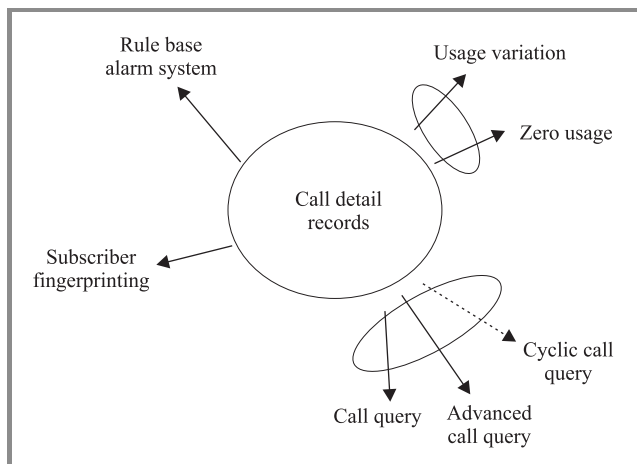 Rule base
alarm system
Usage variation
Zero usage
Call detail
records
Subscriber
fingerprinting
Cyclic call
query
Call query
Advanced
call query